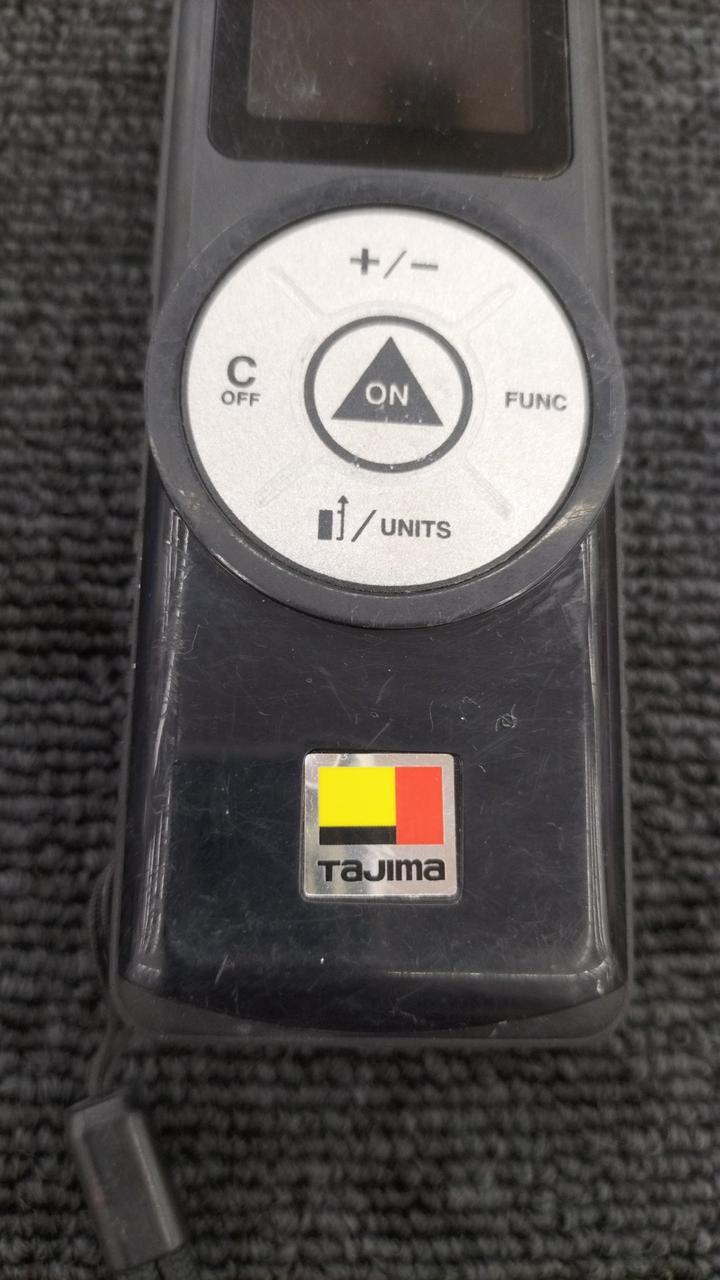 +/−
C
OFF
ON
FUNC
/ UNITS
TAJIMA